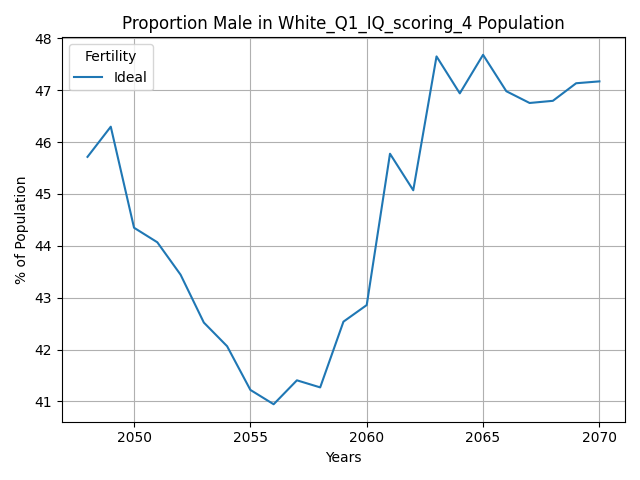 Proportion Male in White_Q1_IQ_scoring_4 Population
48
47
46
45
44
43
42
41
% of Population
Fertility
Ideal
2050 2055 2060 2065 2070
Years